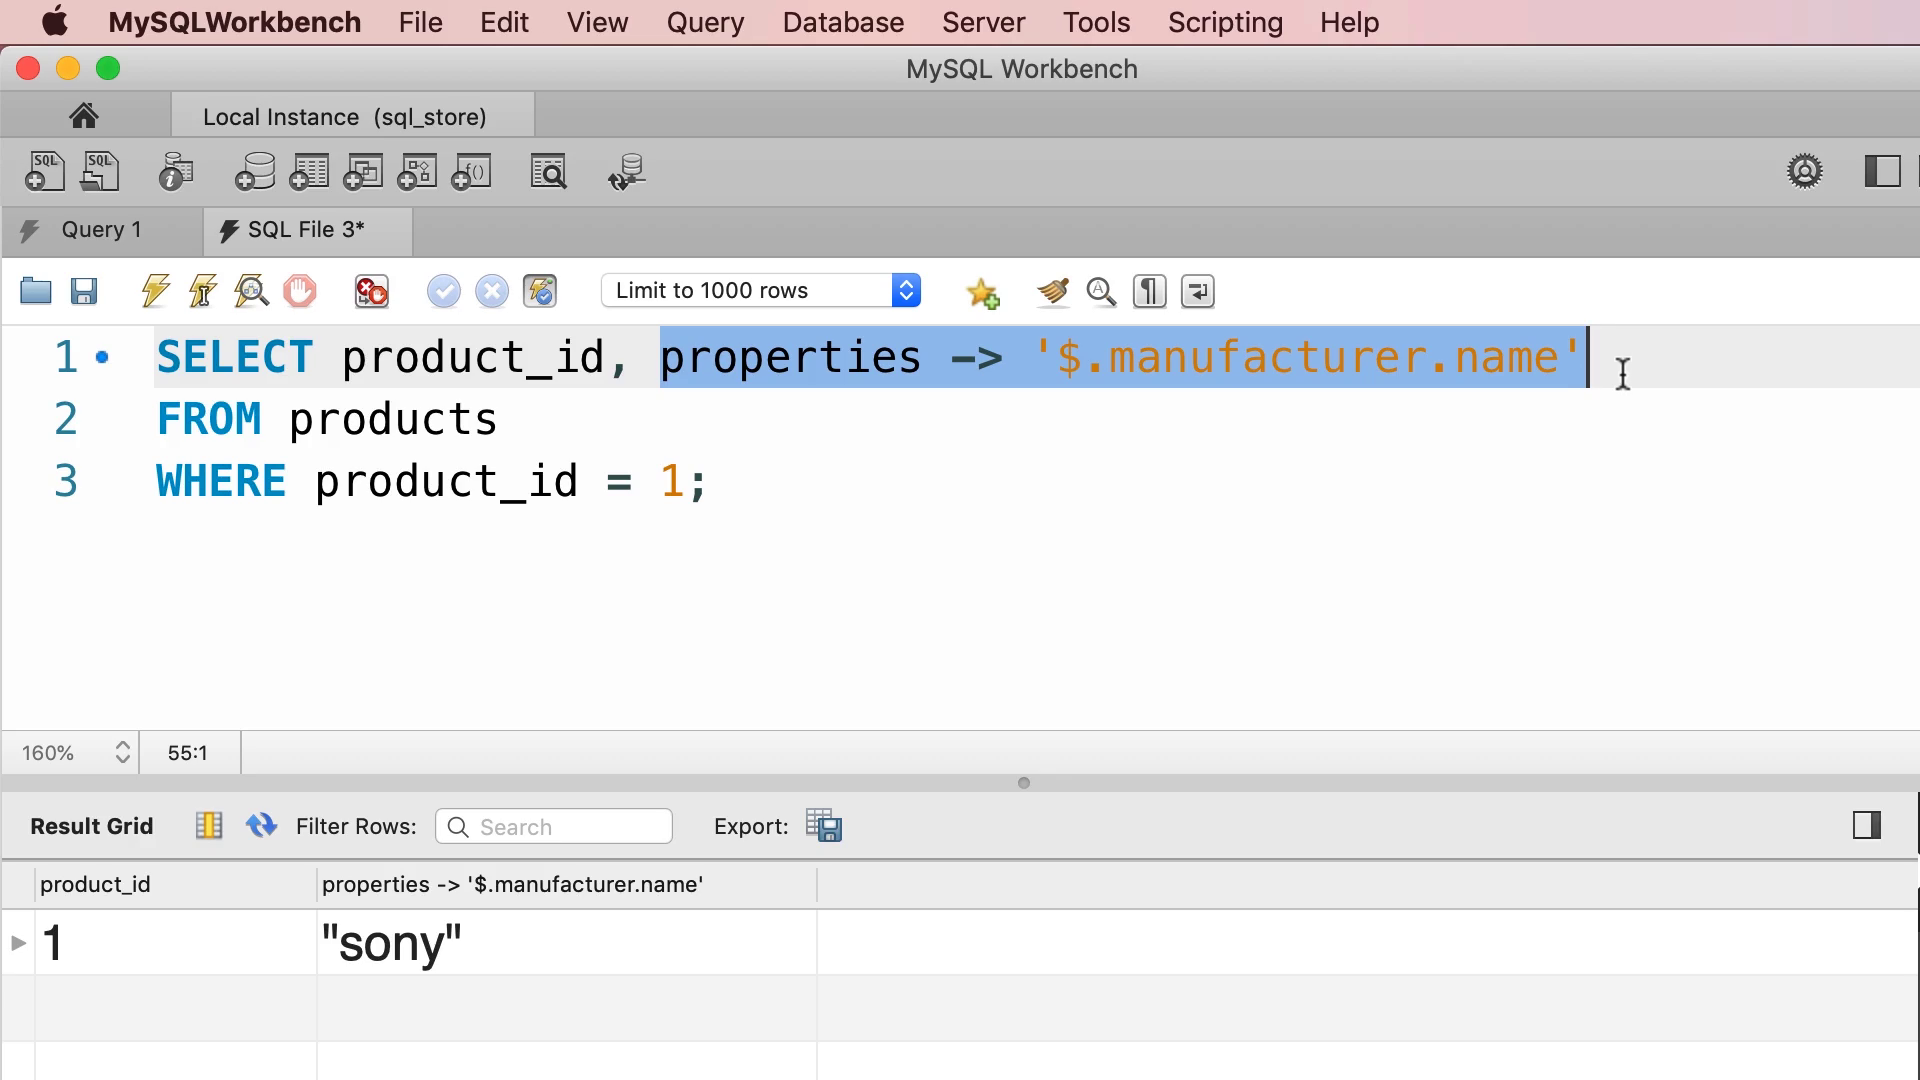 MySQLWorkbench File Edit View Query Database Server Tools Scripting Help
MySQL Workbench
Local Instance (sql_store)
SQL SQL f()
Query 1 SQL File 3*
Limit to 1000 rows
1 SELECT product_id, properties -> '$.manufacturer.name'
2 FROM products
3 WHERE product_id = 1;
160% 55:1
Result Grid Filter Rows: Search Export:
product_id properties -> '$.manufacturer.name'
1 "sony"